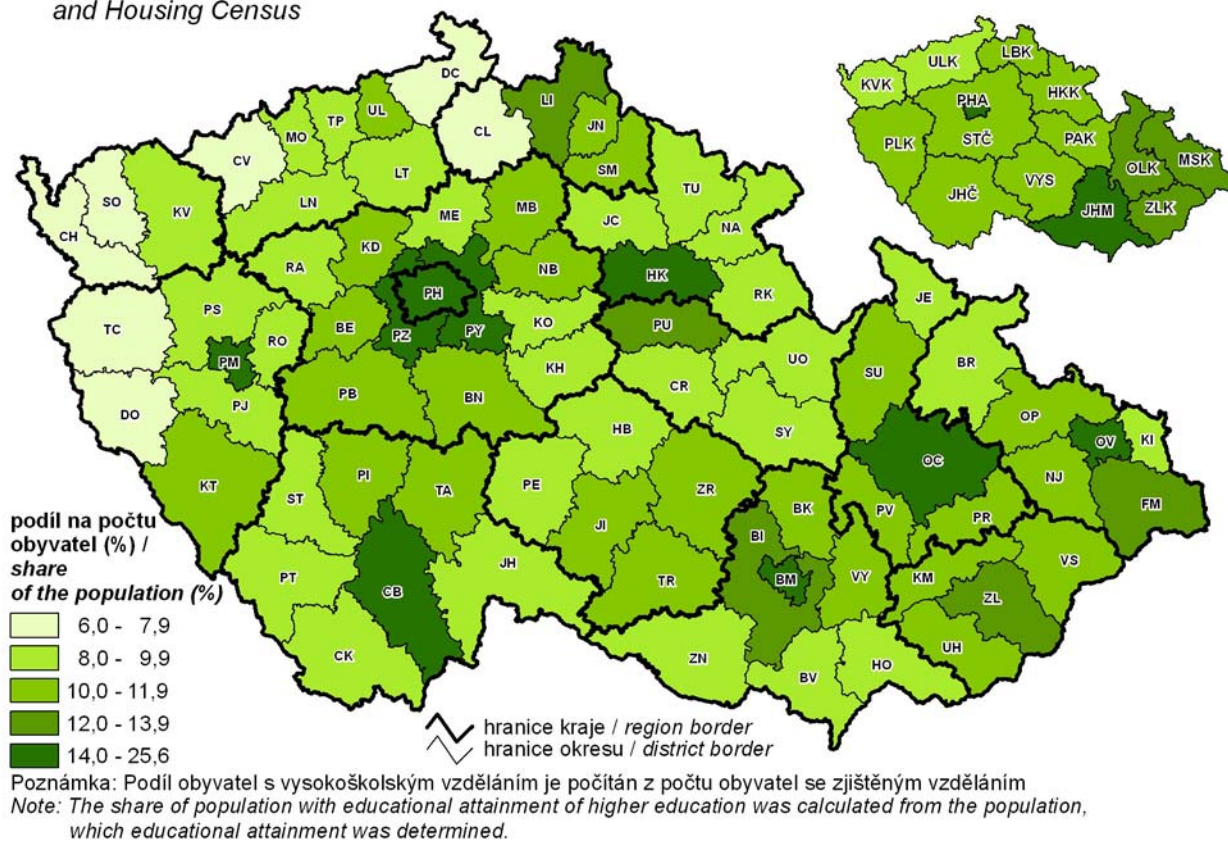 and Housing Census
DC
UL
TP
MO
LI
JN
CL
CV
LT
SM
SO
KV
LN
CH
TU
ME
MB
JC
NA
KD
RA
NB
HK
PH
RK
JE
TC
PS
RO
BE
PZ
PY
KO
PU
PM
UO
KH
CR
SU
BR
DO
PJ
PB
BN
HB
SY
OP
OV
KI
OC
KT
ST
PI
TA
PE
ZR
NJ
FM
JI
BK
PV
PR
BI
PT
JH
TR
BM
VY
KM
VS
CB
ZL
CK
ZN
UH
BV
HO
ULK
LBK
KVK
HKK
PHA
STČ
PAK
PLK
OLK
MSK
VYS
JHČ
JHM
ZLK
podíl na počtu
obyvatel (%) /
share
of the population (%)
6,0 - 7,9
8,0 - 9,9
10,0 - 11,9
12,0 - 13,9
14,0 - 25,6
hranice kraje / region border
hranice okresu / district border
Poznámka: Podíl obyvatel s vysokoškolským vzděláním je počítán z počtu obyvatel se zjištěným vzděláním
Note: The share of population with educational attainment of higher education was calculated from the population,
which educational attainment was determined.